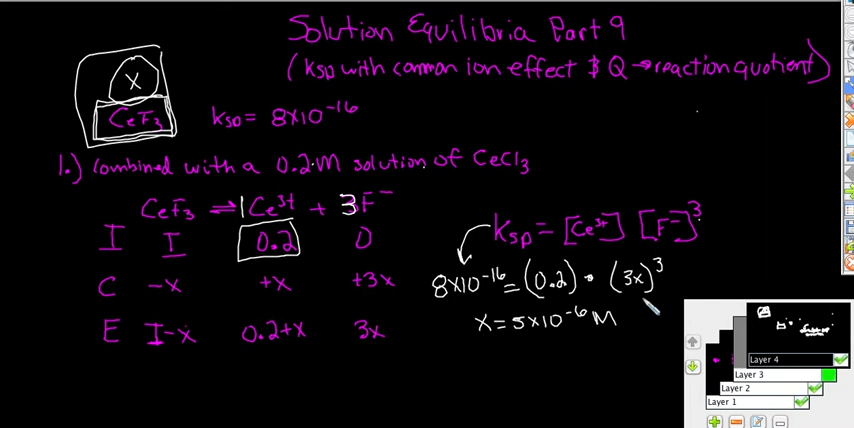 Solution Equilibria Part 9
(Ksp with common ion effect & Q → reaction quotient)
X
CeF₃
Ksp = 8x10⁻¹⁶
1.) Combined with a 0.2M solution of CeCl₃
CeF₃ ⇌ 1Ce³⁺ + 3F⁻
I I 0.2 0
C -x +x +3x
E I-x 0.2+x 3x
Ksp = [Ce³⁺] [F⁻]³
8x10⁻¹⁶ = (0.2) · (3x)³
x = 5x10⁻⁶ M
Layer 4
Layer 3
Layer 2
Layer 1